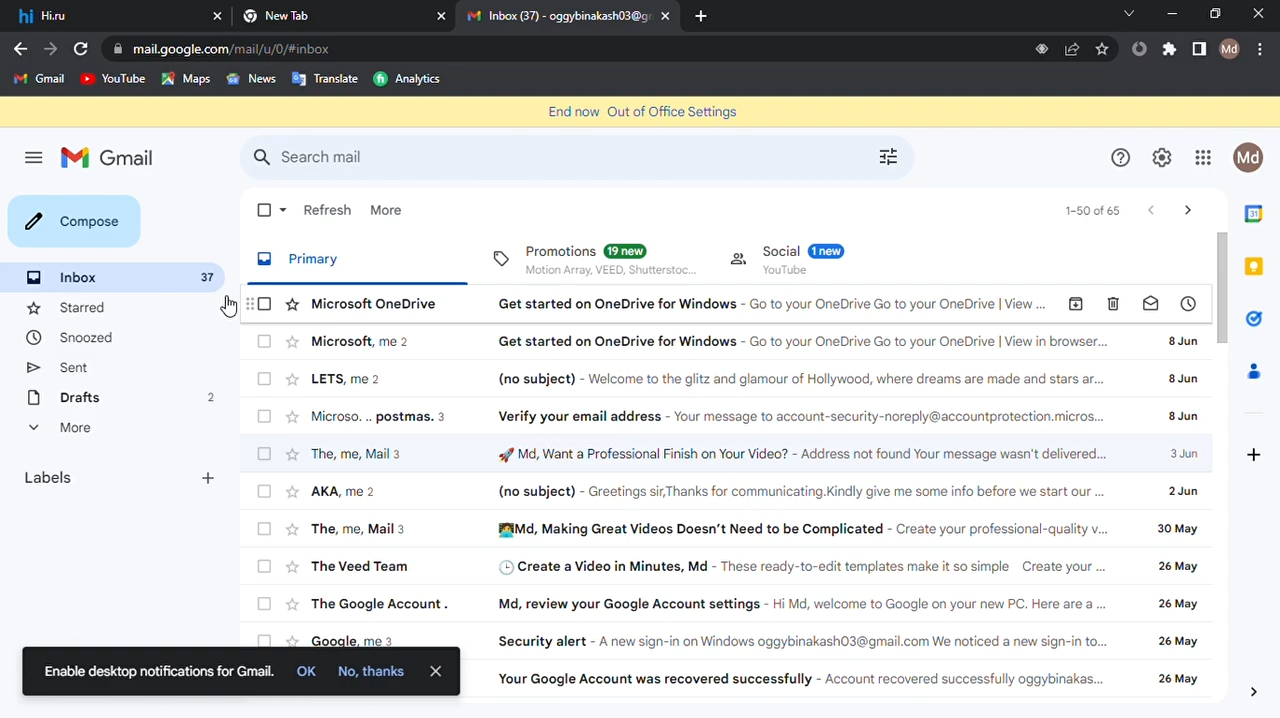 Hi.ru
New Tab
Inbox (37) - oggybinakash03@g
mail.google.com/mail/u/0/#inbox
Md
Gmail YouTube Maps News Translate Analytics
End now Out of Office Settings
Gmail
Search mail
Md
Compose
Refresh More
1-50 of 65
Inbox 37
Starred
Snoozed
Sent
Drafts 2
More
Labels
Primary
Promotions 19 new
Motion Array, VEED, Shutterstoc...
Social 1 new
YouTube
31
Microsoft OneDrive Get started on OneDrive for Windows - Go to your OneDrive Go to your OneDrive | View ...
Microsoft, me 2 Get started on OneDrive for Windows - Go to your OneDrive Go to your OneDrive | View in browser... 8 Jun
LETS, me 2 (no subject) - Welcome to the glitz and glamour of Hollywood, where dreams are made and stars ar... 8 Jun
Microso. .. postmas. 3 Verify your email address - Your message to account-security-noreply@accountprotection.micros... 8 Jun
The, me, Mail 3 🚀 Md, Want a Professional Finish on Your Video? - Address not found Your message wasn't delivered... 3 Jun
AKA, me 2 (no subject) - Greetings sir,Thanks for communicating.Kindly give me some info before we start our ... 2 Jun
The, me, Mail 3 🧑‍💻Md, Making Great Videos Doesn't Need to be Complicated - Create your professional-quality v... 30 May
The Veed Team 🕒 Create a Video in Minutes, Md - These ready-to-edit templates make it so simple Create your ... 26 May
The Google Account . Md, review your Google Account settings - Hi Md, welcome to Google on your new PC. Here are a ... 26 May
Google, me 3 Security alert - A new sign-in on Windows oggybinakash03@gmail.com We noticed a new sign-in to... 26 May
Your Google Account was recovered successfully - Account recovered successfully oggybinakas... 26 May
Enable desktop notifications for Gmail. OK No, thanks